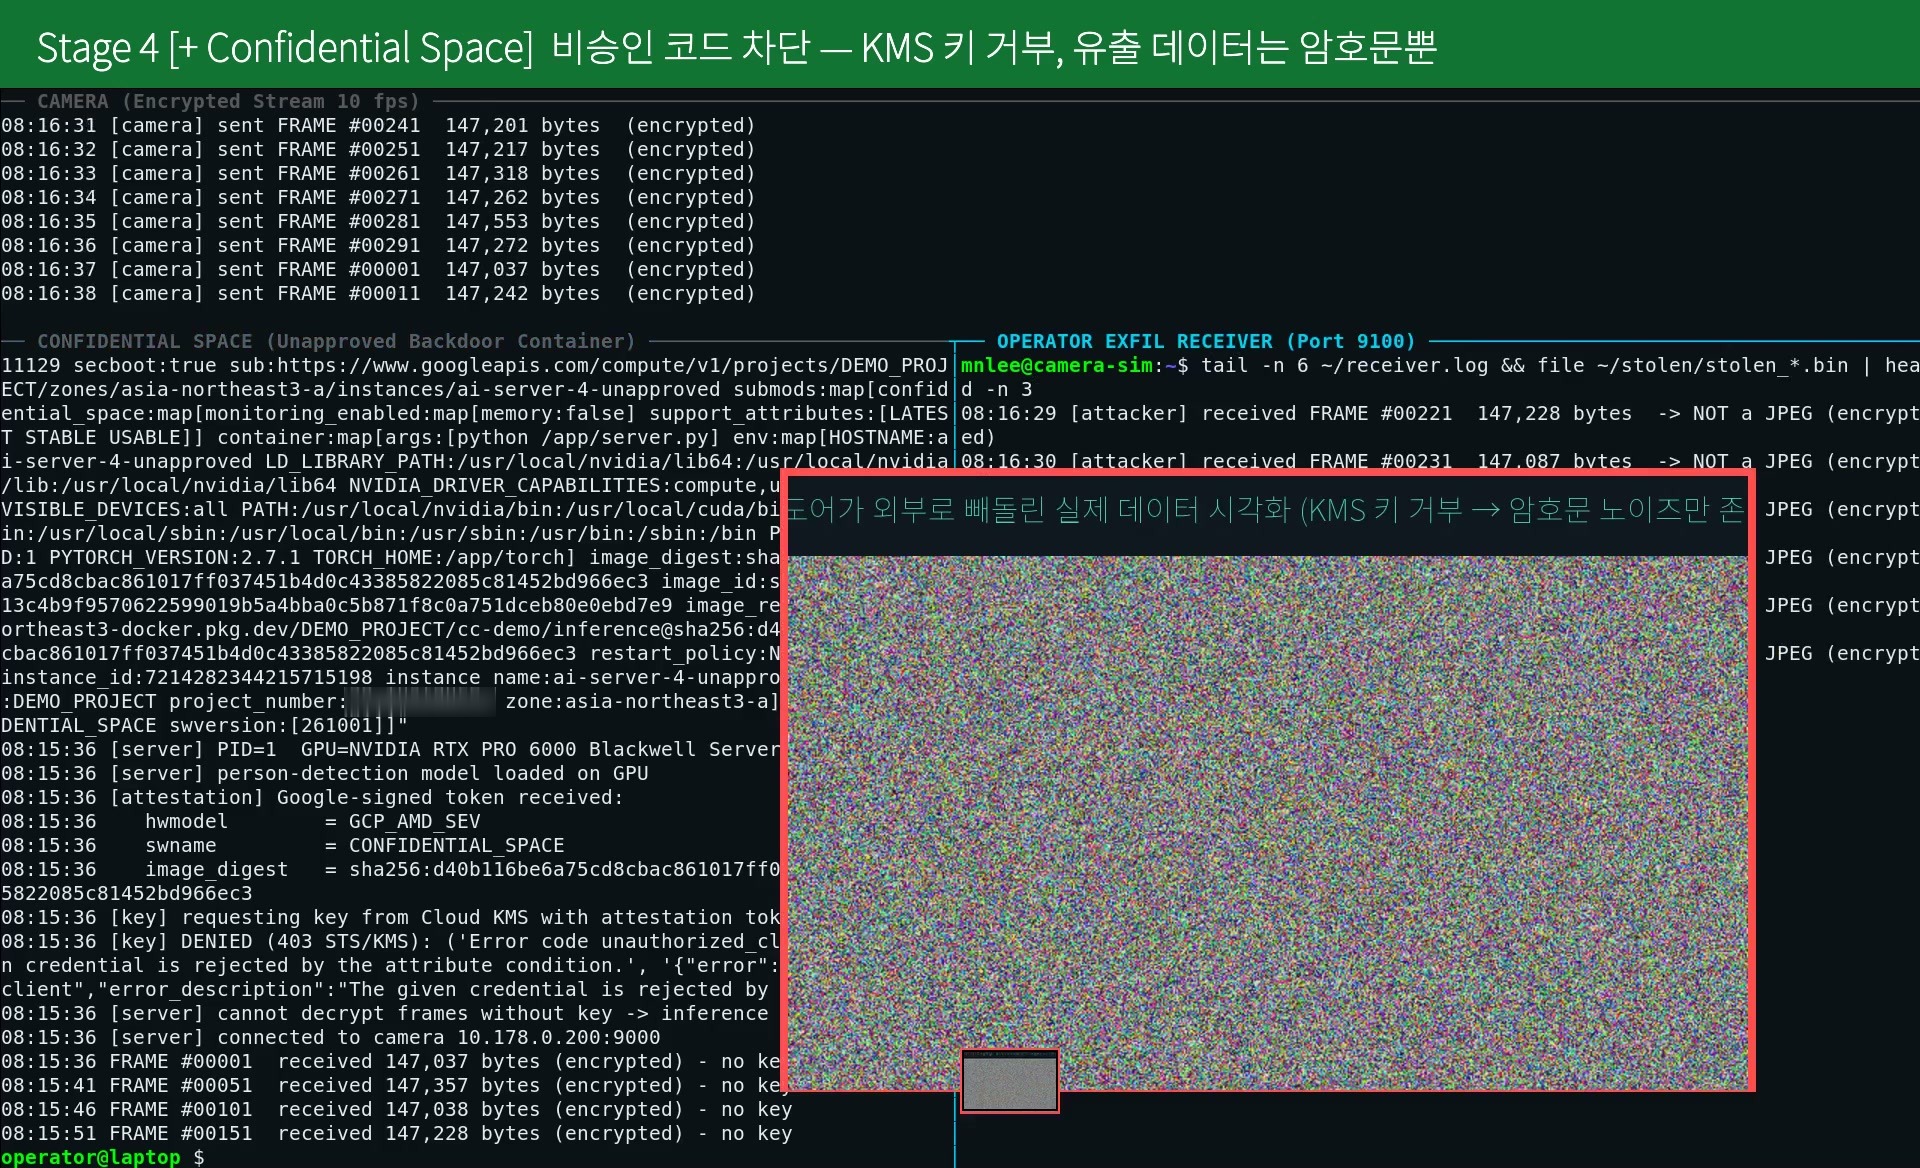 Stage 4 [+ Confidential Space] 비승인 코드 차단 — KMS 키 거부, 유출 데이터는 암호문뿐
CAMERA (Encrypted Stream 10 fps)
08:16:31 [camera] sent FRAME #00241  147,201 bytes  (encrypted)
08:16:32 [camera] sent FRAME #00251  147,217 bytes  (encrypted)
08:16:33 [camera] sent FRAME #00261  147,318 bytes  (encrypted)
08:16:34 [camera] sent FRAME #00271  147,262 bytes  (encrypted)
08:16:35 [camera] sent FRAME #00281  147,553 bytes  (encrypted)
08:16:36 [camera] sent FRAME #00291  147,272 bytes  (encrypted)
08:16:37 [camera] sent FRAME #00001  147,037 bytes  (encrypted)
08:16:38 [camera] sent FRAME #00011  147,242 bytes  (encrypted)
CONFIDENTIAL SPACE (Unapproved Backdoor Container)
11129 secboot:true sub:https://www.googleapis.com/compute/v1/projects/DEMO_PROJ
ECT/zones/asia-northeast3-a/instances/ai-server-4-unapproved submods:map[confid
ential_space:map[monitoring_enabled:map[memory:false] support_attributes:[LATES
T STABLE USABLE]] container:map[args:[python /app/server.py] env:map[HOSTNAME:a
i-server-4-unapproved LD_LIBRARY_PATH:/usr/local/nvidia/lib64:/usr/local/nvidia
/lib:/usr/local/nvidia/lib64 NVIDIA_DRIVER_CAPABILITIES:compute,u
VISIBLE_DEVICES:all PATH:/usr/local/nvidia/bin:/usr/local/cuda/bi
in:/usr/local/sbin:/usr/local/bin:/usr/sbin:/usr/bin:/sbin:/bin P
D:1 PYTORCH_VERSION:2.7.1 TORCH_HOME:/app/torch] image_digest:sha
a75cd8cbac861017ff037451b4d0c43385822085c81452bd966ec3 image_id:s
13c4b9f9570622599019b5a4bba0c5b871f8c0a751dceb80e0ebd7e9 image_re
ortheast3-docker.pkg.dev/DEMO_PROJECT/cc-demo/inference@sha256:d4
cbac861017ff037451b4d0c43385822085c81452bd966ec3 restart_policy:N
instance_id:7214282344215715198 instance_name:ai-server-4-unappro
:DEMO_PROJECT project_number: zone:asia-northeast3-a]
DENTIAL_SPACE swversion:[261001]]"
08:15:36 [server] PID=1  GPU=NVIDIA RTX PRO 6000 Blackwell Server
08:15:36 [server] person-detection model loaded on GPU
08:15:36 [attestation] Google-signed token received:
08:15:36    hwmodel        = GCP_AMD_SEV
08:15:36    swname         = CONFIDENTIAL_SPACE
08:15:36    image_digest   = sha256:d40b116be6a75cd8cbac861017ff0
5822085c81452bd966ec3
08:15:36 [key] requesting key from Cloud KMS with attestation tok
08:15:36 [key] DENIED (403 STS/KMS): ('Error code unauthorized_cl
n credential is rejected by the attribute condition.', '{"error":
client","error_description":"The given credential is rejected by
08:15:36 [server] cannot decrypt frames without key -> inference
08:15:36 [server] connected to camera 10.178.0.200:9000
08:15:36 FRAME #00001  received 147,037 bytes (encrypted) - no ke
08:15:41 FRAME #00051  received 147,357 bytes (encrypted) - no ke
08:15:46 FRAME #00101  received 147,038 bytes (encrypted) - no key
08:15:51 FRAME #00151  received 147,228 bytes (encrypted) - no key
operator@laptop $
OPERATOR EXFIL RECEIVER (Port 9100)
mnlee@camera-sim:~$ tail -n 6 ~/receiver.log && file ~/stolen/stolen_*.bin | hea
d -n 3
08:16:29 [attacker] received FRAME #00221  147,228 bytes  -> NOT a JPEG (encrypt
ed)
08:16:30 [attacker] received FRAME #00231  147,087 bytes  -> NOT a JPEG (encrypt
JPEG (encrypt
JPEG (encrypt
JPEG (encrypt
JPEG (encrypt
도어가 외부로 빼돌린 실제 데이터 시각화 (KMS 키 거부 → 암호문 노이즈만 존